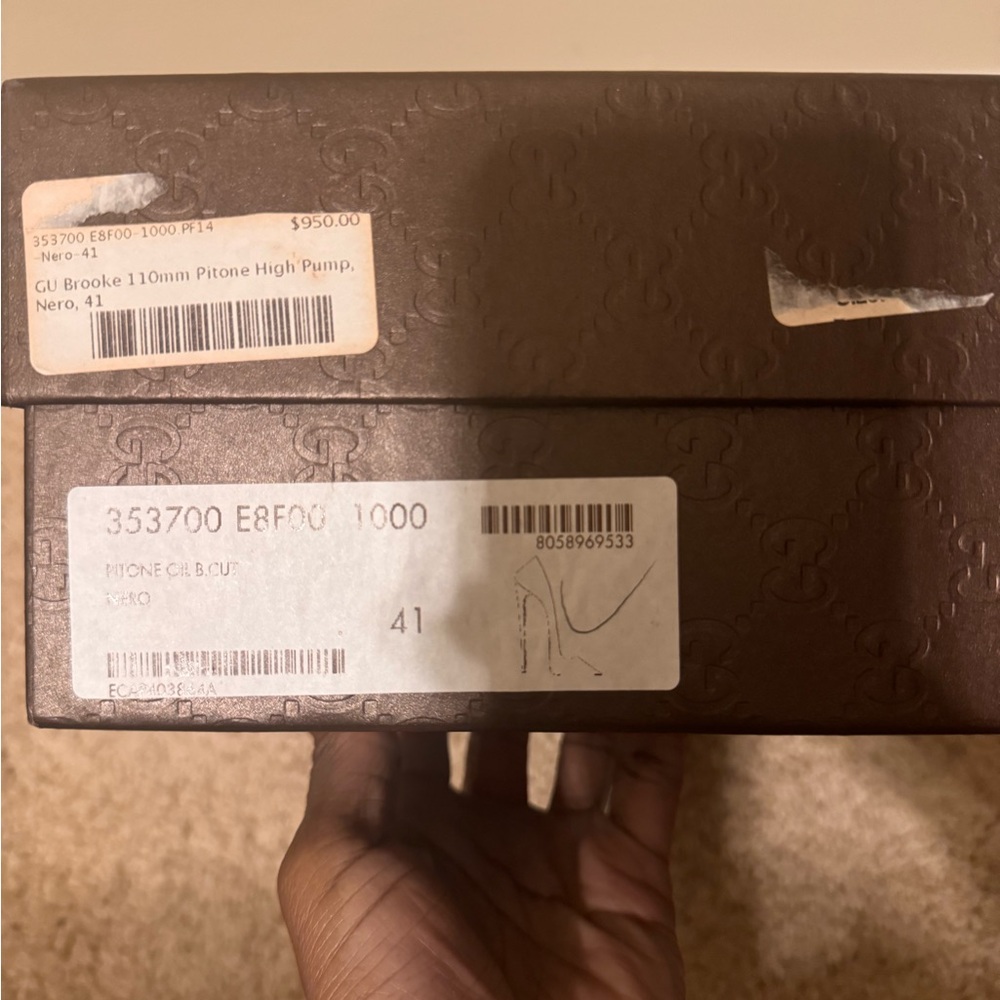 353700 E8F00-1000 PF14 $950.00
-Nero-41
GU Brooke 110mm Pitone High Pump,
Nero, 41
353700 E8F00 1000
8058969533
PITONE OIL B.CUT
NERO
41